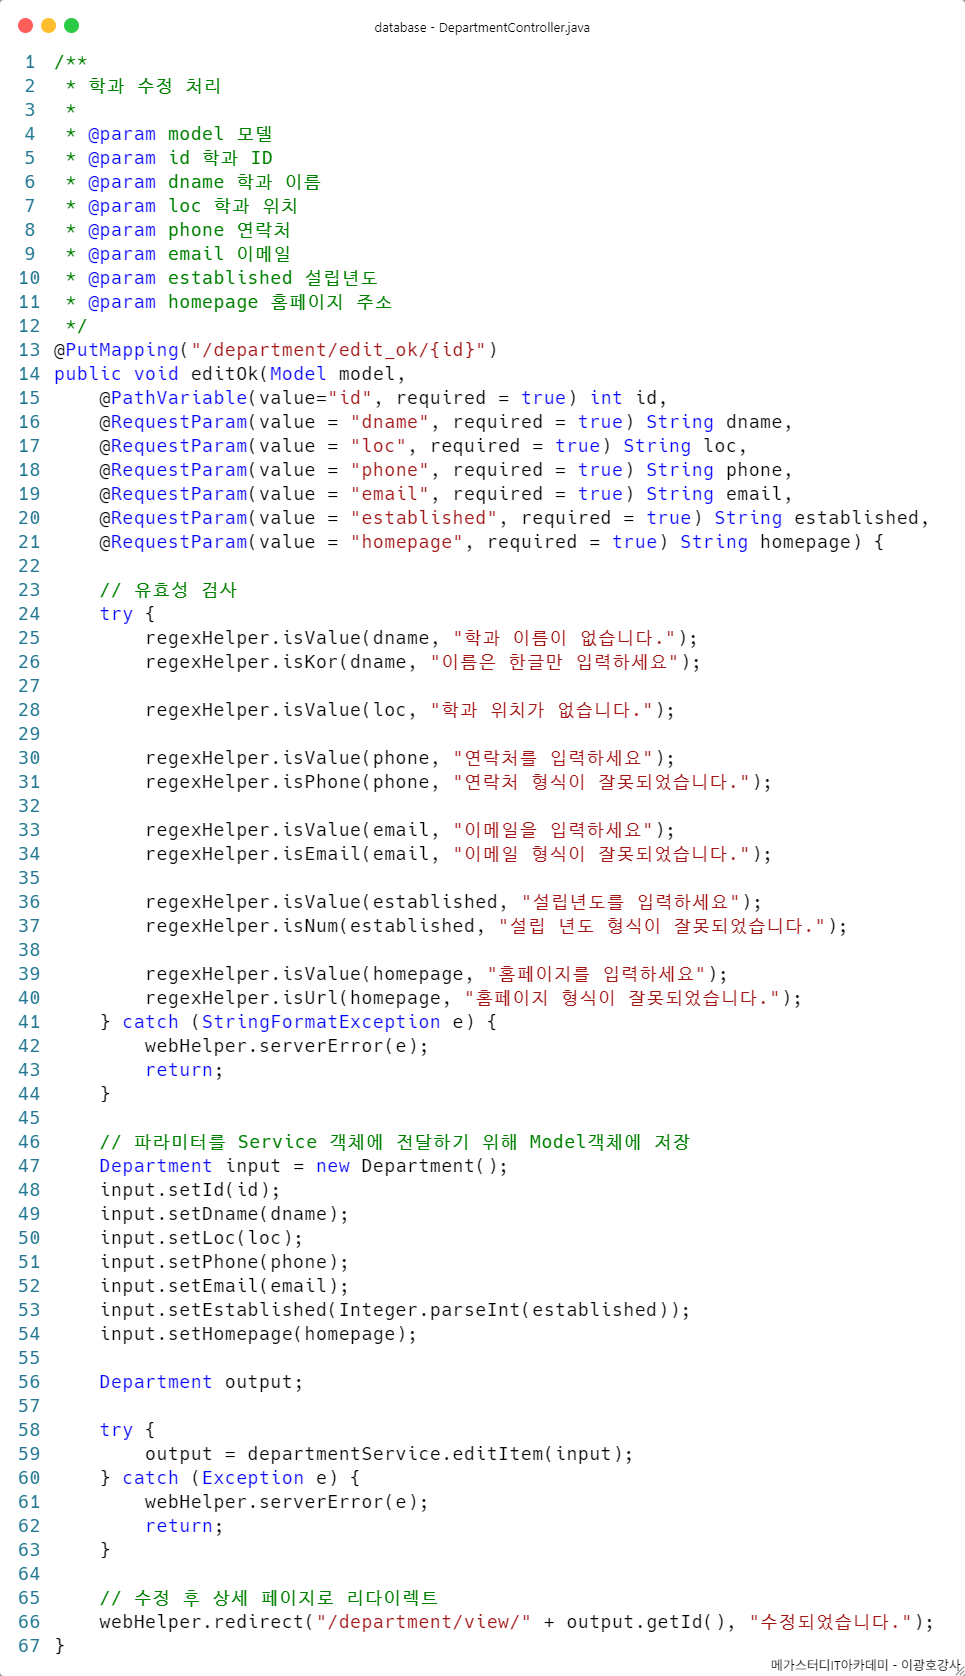 database - DepartmentController.java
1 /**
2  * 학과 수정 처리
3  *
4  * @param model 모델
5  * @param id 학과 ID
6  * @param dname 학과 이름
7  * @param loc 학과 위치
8  * @param phone 연락처
9  * @param email 이메일
10  * @param established 설립년도
11  * @param homepage 홈페이지 주소
12  */
13 @PutMapping("/department/edit_ok/{id}")
14 public void editOk(Model model,
15     @PathVariable(value="id", required = true) int id,
16     @RequestParam(value = "dname", required = true) String dname,
17     @RequestParam(value = "loc", required = true) String loc,
18     @RequestParam(value = "phone", required = true) String phone,
19     @RequestParam(value = "email", required = true) String email,
20     @RequestParam(value = "established", required = true) String established,
21     @RequestParam(value = "homepage", required = true) String homepage) {
22
23     // 유효성 검사
24     try {
25         regexHelper.isValue(dname, "학과 이름이 없습니다.");
26         regexHelper.isKor(dname, "이름은 한글만 입력하세요");
27
28         regexHelper.isValue(loc, "학과 위치가 없습니다.");
29
30         regexHelper.isValue(phone, "연락처를 입력하세요");
31         regexHelper.isPhone(phone, "연락처 형식이 잘못되었습니다.");
32
33         regexHelper.isValue(email, "이메일을 입력하세요");
34         regexHelper.isEmail(email, "이메일 형식이 잘못되었습니다.");
35
36         regexHelper.isValue(established, "설립년도를 입력하세요");
37         regexHelper.isNum(established, "설립 년도 형식이 잘못되었습니다.");
38
39         regexHelper.isValue(homepage, "홈페이지를 입력하세요");
40         regexHelper.isUrl(homepage, "홈페이지 형식이 잘못되었습니다.");
41     } catch (StringFormatException e) {
42         webHelper.serverError(e);
43         return;
44     }
45
46     // 파라미터를 Service 객체에 전달하기 위해 Model객체에 저장
47     Department input = new Department();
48     input.setId(id);
49     input.setDname(dname);
50     input.setLoc(loc);
51     input.setPhone(phone);
52     input.setEmail(email);
53     input.setEstablished(Integer.parseInt(established));
54     input.setHomepage(homepage);
55
56     Department output;
57
58     try {
59         output = departmentService.editItem(input);
60     } catch (Exception e) {
61         webHelper.serverError(e);
62         return;
63     }
64
65     // 수정 후 상세 페이지로 리다이렉트
66     webHelper.redirect("/department/view/" + output.getId(), "수정되었습니다.");
67 }
메가스터디IT아카데미 - 이광호강사